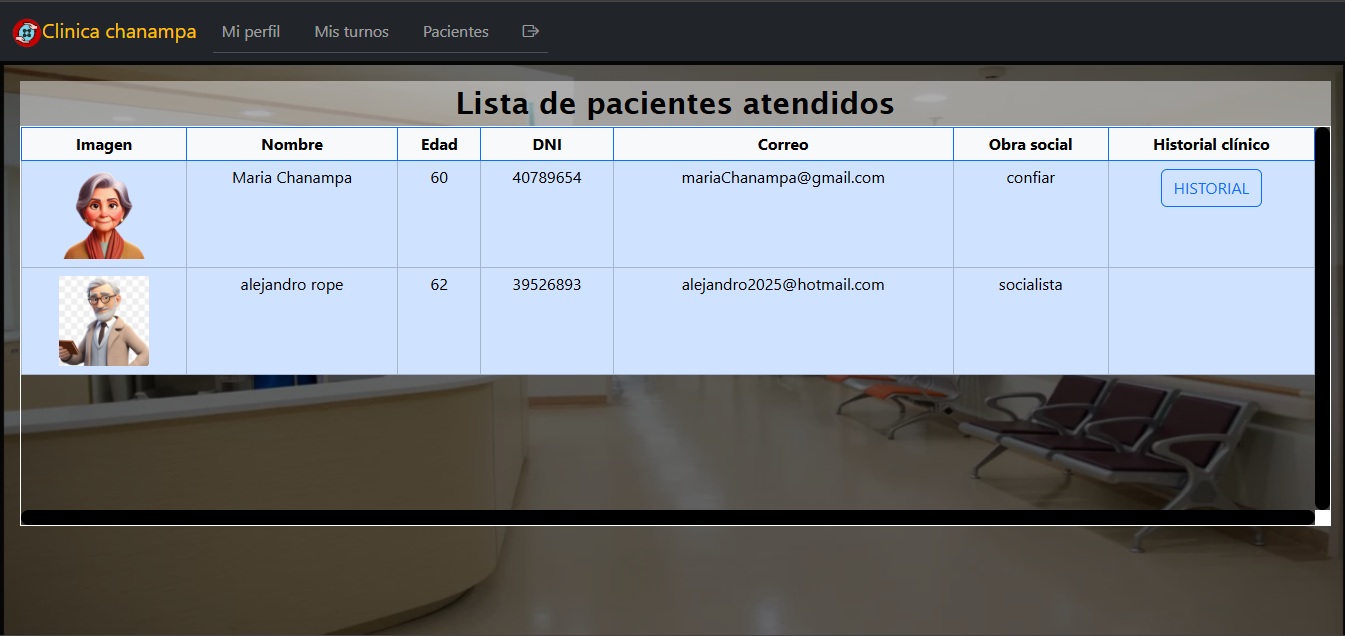 Clinica chanampa Mi perfil Mis turnos Pacientes
Lista de pacientes atendidos
Imagen Nombre Edad DNI Correo Obra social Historial clínico
Maria Chanampa 60 40789654 mariaChanampa@gmail.com confiar HISTORIAL
alejandro rope 62 39526893 alejandro2025@hotmail.com socialista